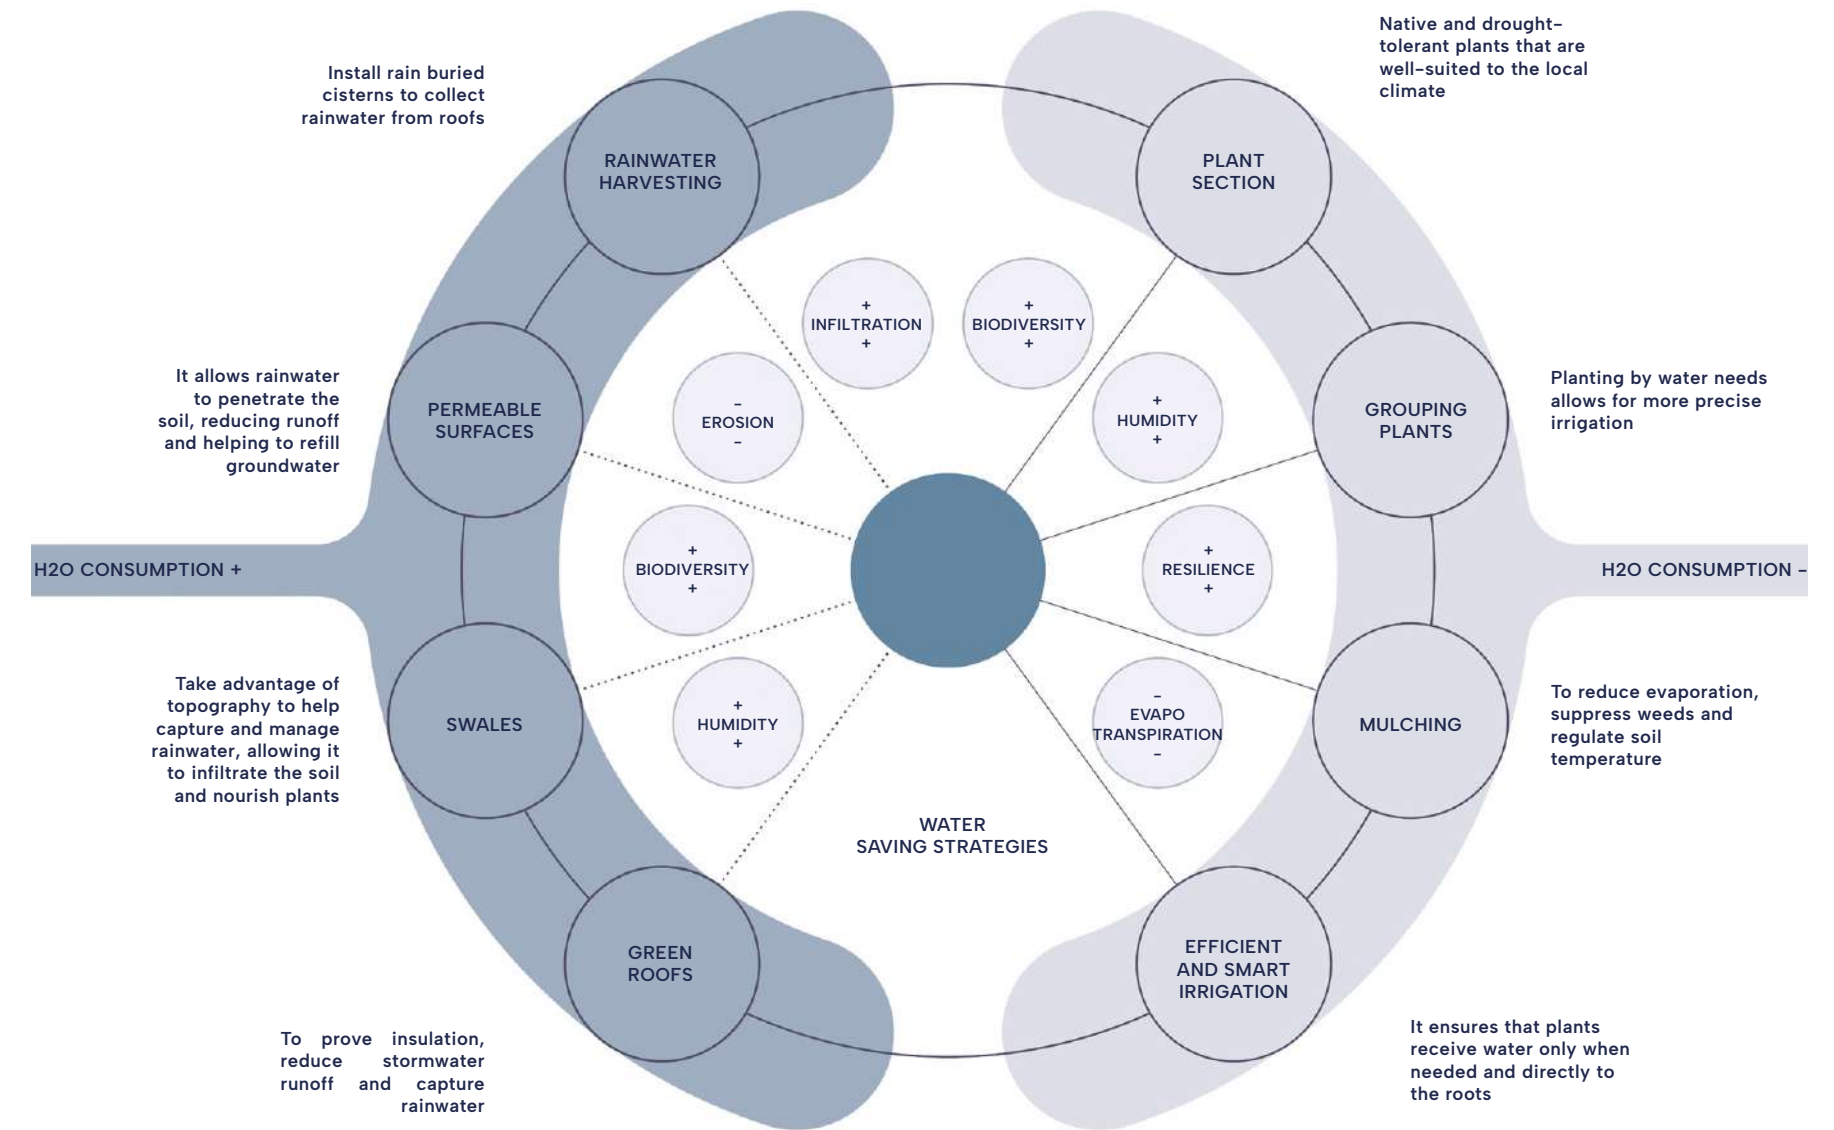 Install rain buried
cisterns to collect
rainwater from roofs
RAINWATER
HARVESTING
It allows rainwater
to penetrate the
soil, reducing runoff
and helping to refill
groundwater
PERMEABLE
SURFACES
H2O CONSUMPTION +
Take advantage of
topography to help
capture and manage
rainwater, allowing it
to infiltrate the soil
and nourish plants
SWALES
To prove insulation,
reduce stormwater
runoff and capture
rainwater
GREEN
ROOFS
+
INFILTRATION
+
-
EROSION
-
+
BIODIVERSITY
+
+
HUMIDITY
+
+
BIODIVERSITY
+
+
HUMIDITY
+
+
RESILIENCE
+
-
EVAPO
TRANSPIRATION
-
WATER
SAVING STRATEGIES
Native and drought-
tolerant plants that are
well-suited to the local
climate
PLANT
SECTION
Planting by water needs
allows for more precise
irrigation
GROUPING
PLANTS
H2O CONSUMPTION -
To reduce evaporation,
suppress weeds and
regulate soil
temperature
MULCHING
It ensures that plants
receive water only when
needed and directly to
the roots
EFFICIENT
AND SMART
IRRIGATION